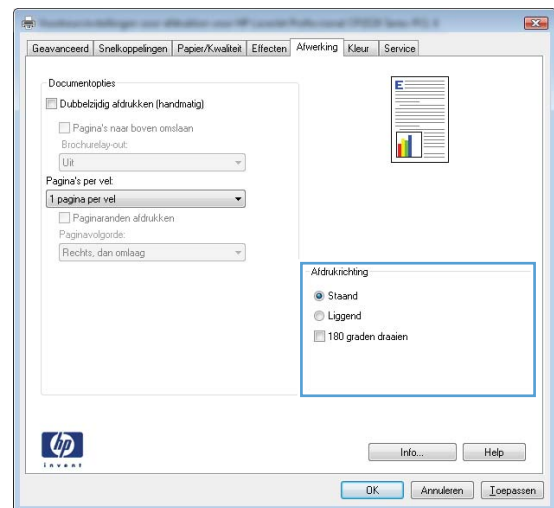 Geavanceerd Snelkoppelingen Papier/Kwaliteit Effecten Afwerking Kleur Service
Documentopties
Dubbelzijdig afdrukken (handmatig)
Pagina's naar boven omslaan
Brochurelay-out:
Uit
Pagina's per vel:
1 pagina per vel
Paginaranden afdrukken
Paginavolgorde:
Rechts, dan omlaag
E
Afdrukrichting
Staand
Liggend
180 graden draaien
hp
invent
Info... Help
OK Annuleren Toepassen